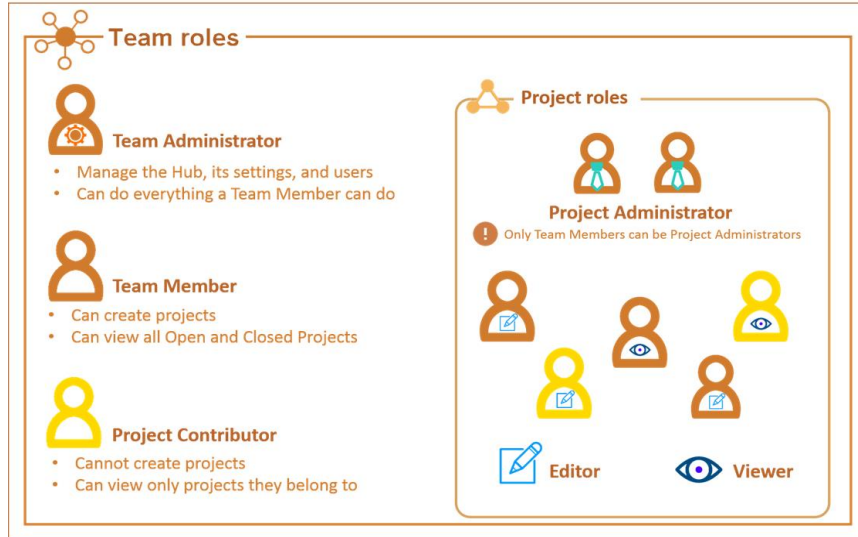 Team roles
Team Administrator
• Manage the Hub, its settings, and users
• Can do everything a Team Member can do
Team Member
• Can create projects
• Can view all Open and Closed Projects
Project Contributor
• Cannot create projects
• Can view only projects they belong to
Project roles
Project Administrator
! Only Team Members can be Project Administrators
Editor
Viewer